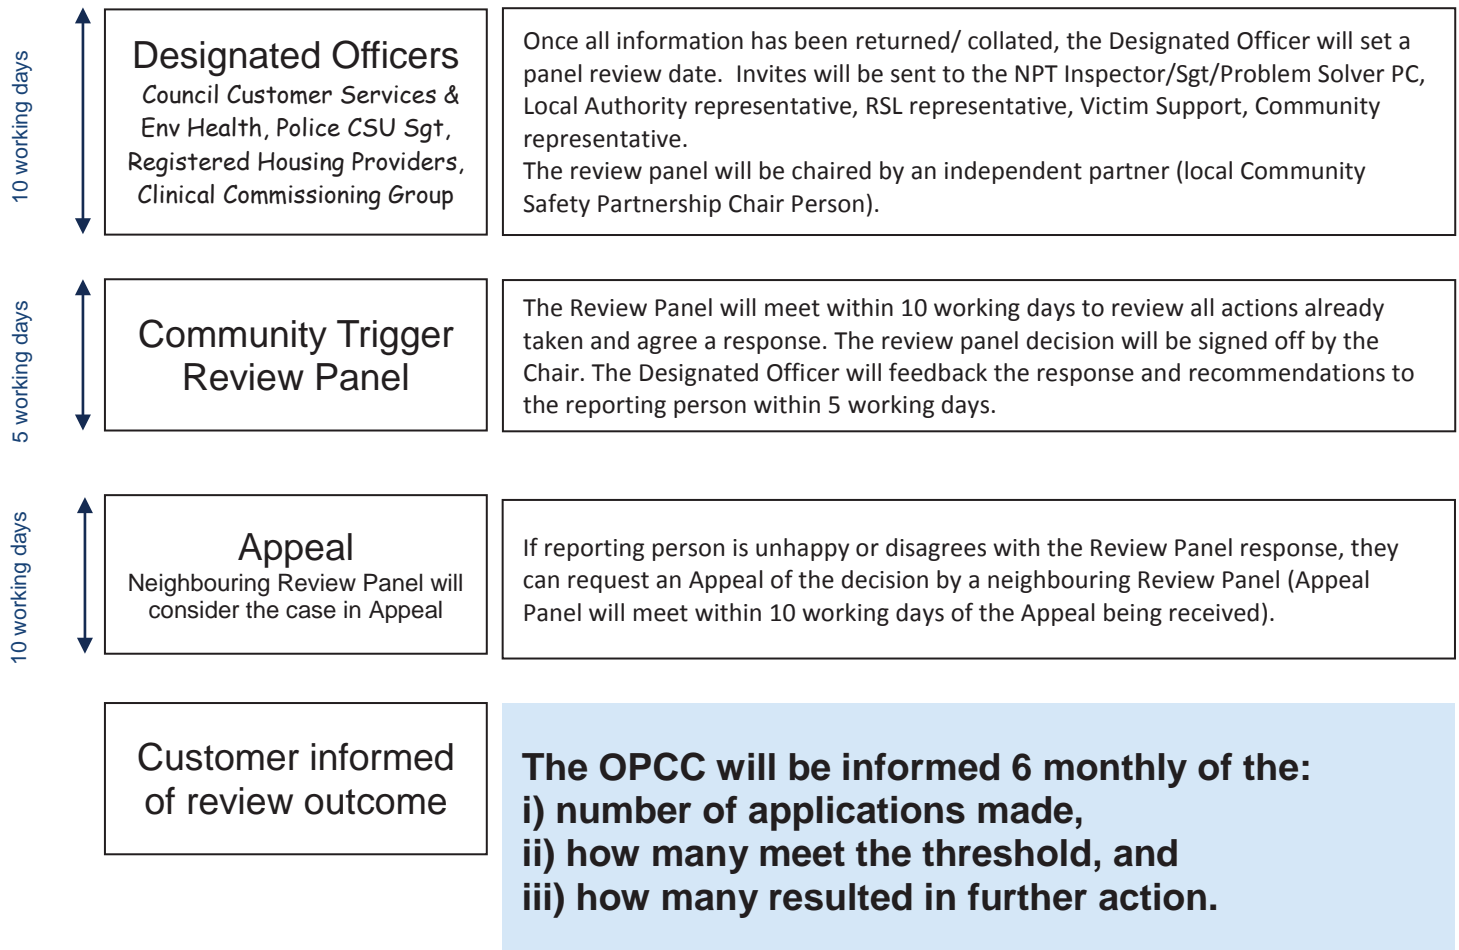 10 working days
Designated Officers
Council Customer Services &
Env Health, Police CSU Sgt,
Registered Housing Providers,
Clinical Commissioning Group
Once all information has been returned/ collated, the Designated Officer will set a
panel review date.  Invites will be sent to the NPT Inspector/Sgt/Problem Solver PC,
Local Authority representative, RSL representative, Victim Support, Community
representative.
The review panel will be chaired by an independent partner (local Community
Safety Partnership Chair Person).
5 working days
Community Trigger
Review Panel
The Review Panel will meet within 10 working days to review all actions already
taken and agree a response. The review panel decision will be signed off by the
Chair. The Designated Officer will feedback the response and recommendations to
the reporting person within 5 working days.
10 working days
Appeal
Neighbouring Review Panel will
consider the case in Appeal
If reporting person is unhappy or disagrees with the Review Panel response, they
can request an Appeal of the decision by a neighbouring Review Panel (Appeal
Panel will meet within 10 working days of the Appeal being received).
Customer informed
of review outcome
The OPCC will be informed 6 monthly of the:
i) number of applications made,
ii) how many meet the threshold, and
iii) how many resulted in further action.